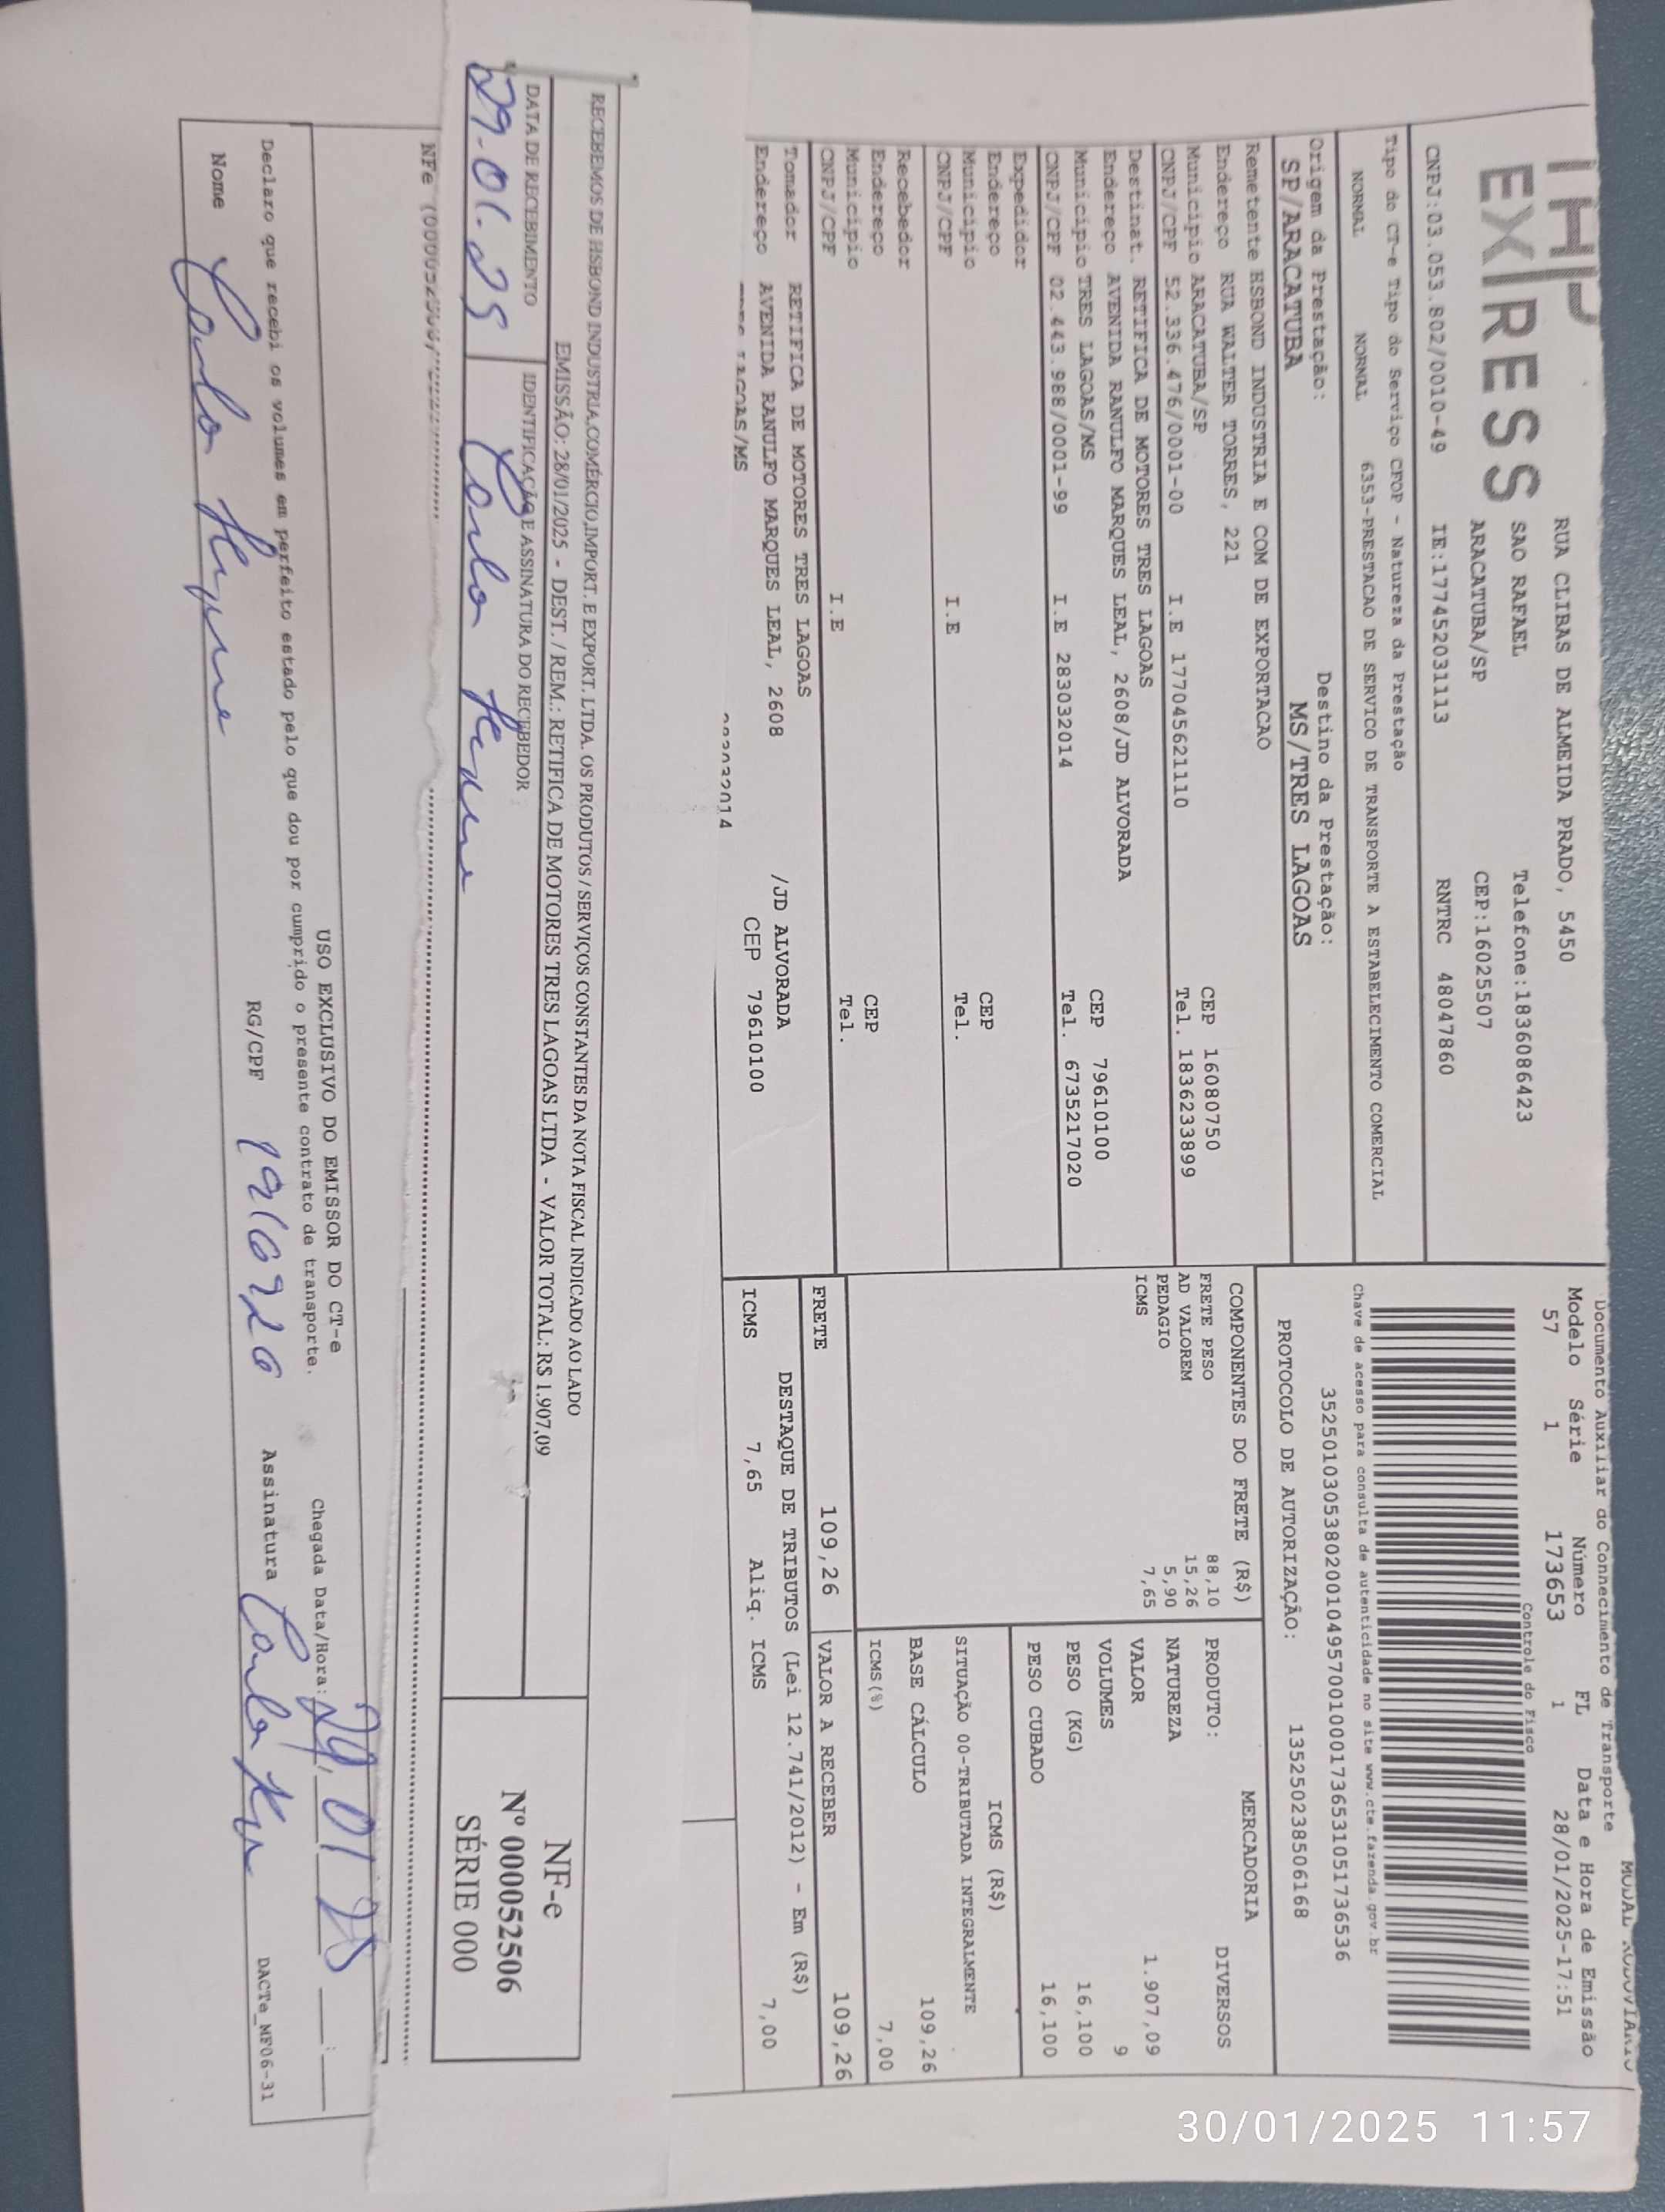 THP
EXPRESS
RUA CLIBAS DE ALMEIDA PRADO, 5450
SAO RAFAEL Telefone:1836086423
ARACATUBA/SP CEP:16025507
CNPJ:03.053.802/0010-49 IE:177452031113 RNTRC 48047860
Tipo do CT-e Tipo do Serviço CFOP - Natureza da Prestação
NORMAL NORMAL 6353-PRESTACAO DE SERVICO DE TRANSPORTE A ESTABELECIMENTO COMERCIAL
Origem da Prestação: Destino da Prestação:
SP/ARACATUBA MS/TRES LAGOAS
MODAL RODOVIARIO
Documento Auxiliar do Conhecimento de Transporte
Modelo Série Número FL Data e Hora de Emissão
57 1 173653 1 28/01/2025-17:51
Controle do Fisco
Chave de acesso para consulta de autenticidade no site www.cte.fazenda.gov.br
35250103053802001049570010001736531051736536
PROTOCOLO DE AUTORIZAÇÃO: 135250238506168
Remetente HSBOND INDUSTRIA E COM DE EXPORTACAO
Endereço RUA WALTER TORRES, 221 CEP 16080750
Municipio ARACATUBA/SP Tel. 1836233899
CNPJ/CPF 52.336.476/0001-00 I.E 177045621110
Destinat. RETIFICA DE MOTORES TRES LAGOAS
Endereço AVENIDA RANULFO MARQUES LEAL, 2608/JD ALVORADA CEP 79610100
Municipio TRES LAGOAS/MS Tel. 6735217020
CNPJ/CPF 02.443.988/0001-99 I.E 283032014
Expedidor
Endereço CEP
Municipio Tel.
CNPJ/CPF I.E
Recebedor
Endereço CEP
Municipio Tel.
CNPJ/CPF I.E
Tomador RETIFICA DE MOTORES TRES LAGOAS
Endereço AVENIDA RANULFO MARQUES LEAL, 2608 /JD ALVORADA
LAGOAS/MS CEP 79610100
COMPONENTES DO FRETE (R$)
FRETE PESO 88,10
AD VALOREM 15,26
PEDAGIO 5,90
ICMS 7,65
MERCADORIA
PRODUTO: DIVERSOS
NATUREZA
VALOR 1.907,09
VOLUMES 9
PESO (KG) 16,100
PESO CUBADO 16,100
ICMS (R$)
SITUAÇÃO 00-TRIBUTADA INTEGRALMENTE
BASE CÁLCULO 109,26
ICMS(%) 7,00
FRETE 109,26 VALOR A RECEBER 109,26
DESTAQUE DE TRIBUTOS (Lei 12.741/2012) - Em (R$)
ICMS 7,65 Aliq. ICMS 7,00
RECEBEMOS DE HSBOND INDUSTRIA,COMÉRCIO,IMPORT. E EXPORT. LTDA. OS PRODUTOS / SERVIÇOS CONSTANTES DA NOTA FISCAL INDICADO AO LADO
EMISSÃO: 28/01/2025 - DEST. / REM.: RETIFICA DE MOTORES TRES LAGOAS LTDA - VALOR TOTAL: R$ 1.907,09
DATA DE RECEBIMENTO IDENTIFICAÇÃO E ASSINATURA DO RECEBEDOR
29.01.25
NF-e
Nº 000052506
SÉRIE 000
NFe
USO EXCLUSIVO DO EMISSOR DO CT-e
Declaro que recebi os volumes em perfeito estado pelo que dou por cumprido o presente contrato de transporte.
Chegada Data/Hora: 29/01/25
Nome RG/CPF Assinatura
DACTe_MF06-31
30/01/2025 11:57